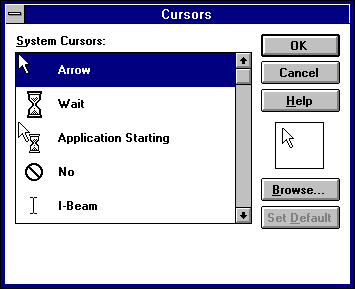 Cursors
System Cursors:
Arrow
Wait
Application Starting
No
I-Beam
OK
Cancel
Help
Browse...
Set Default